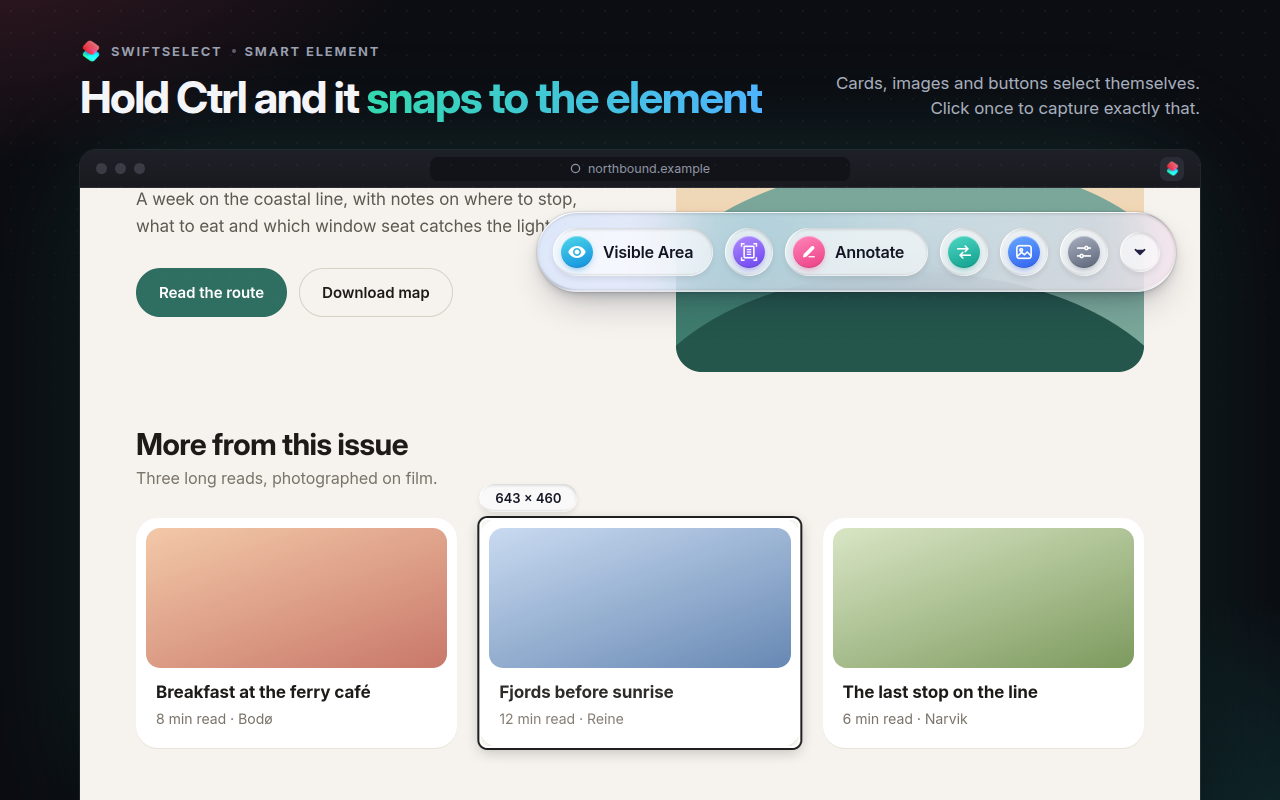 SWIFTSELECT • SMART ELEMENT
Hold Ctrl and it snaps to the element
Cards, images and buttons select themselves.
Click once to capture exactly that.
northbound.example
A week on the coastal line, with notes on where to stop,
what to eat and which window seat catches the light
Visible Area
Annotate
Read the route
Download map
More from this issue
Three long reads, photographed on film.
643 × 460
Breakfast at the ferry café
8 min read · Bodø
Fjords before sunrise
12 min read · Reine
The last stop on the line
6 min read · Narvik